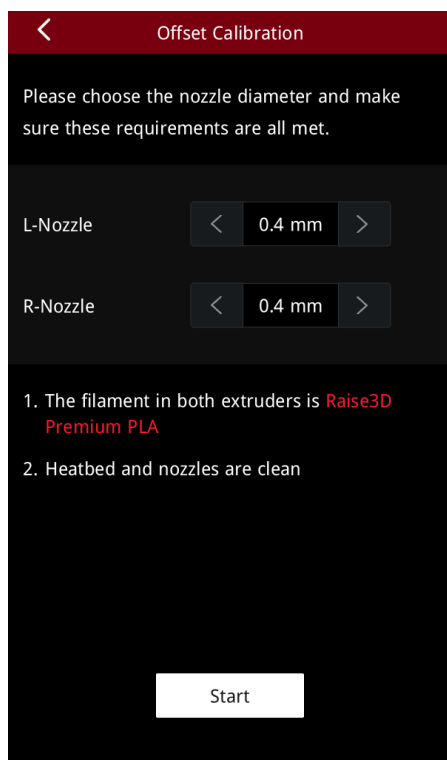 Offset Calibration
Please choose the nozzle diameter and make
sure these requirements are all met.
L-Nozzle 0.4 mm
R-Nozzle 0.4 mm
1. The filament in both extruders is Raise3D
Premium PLA
2. Heatbed and nozzles are clean
Start